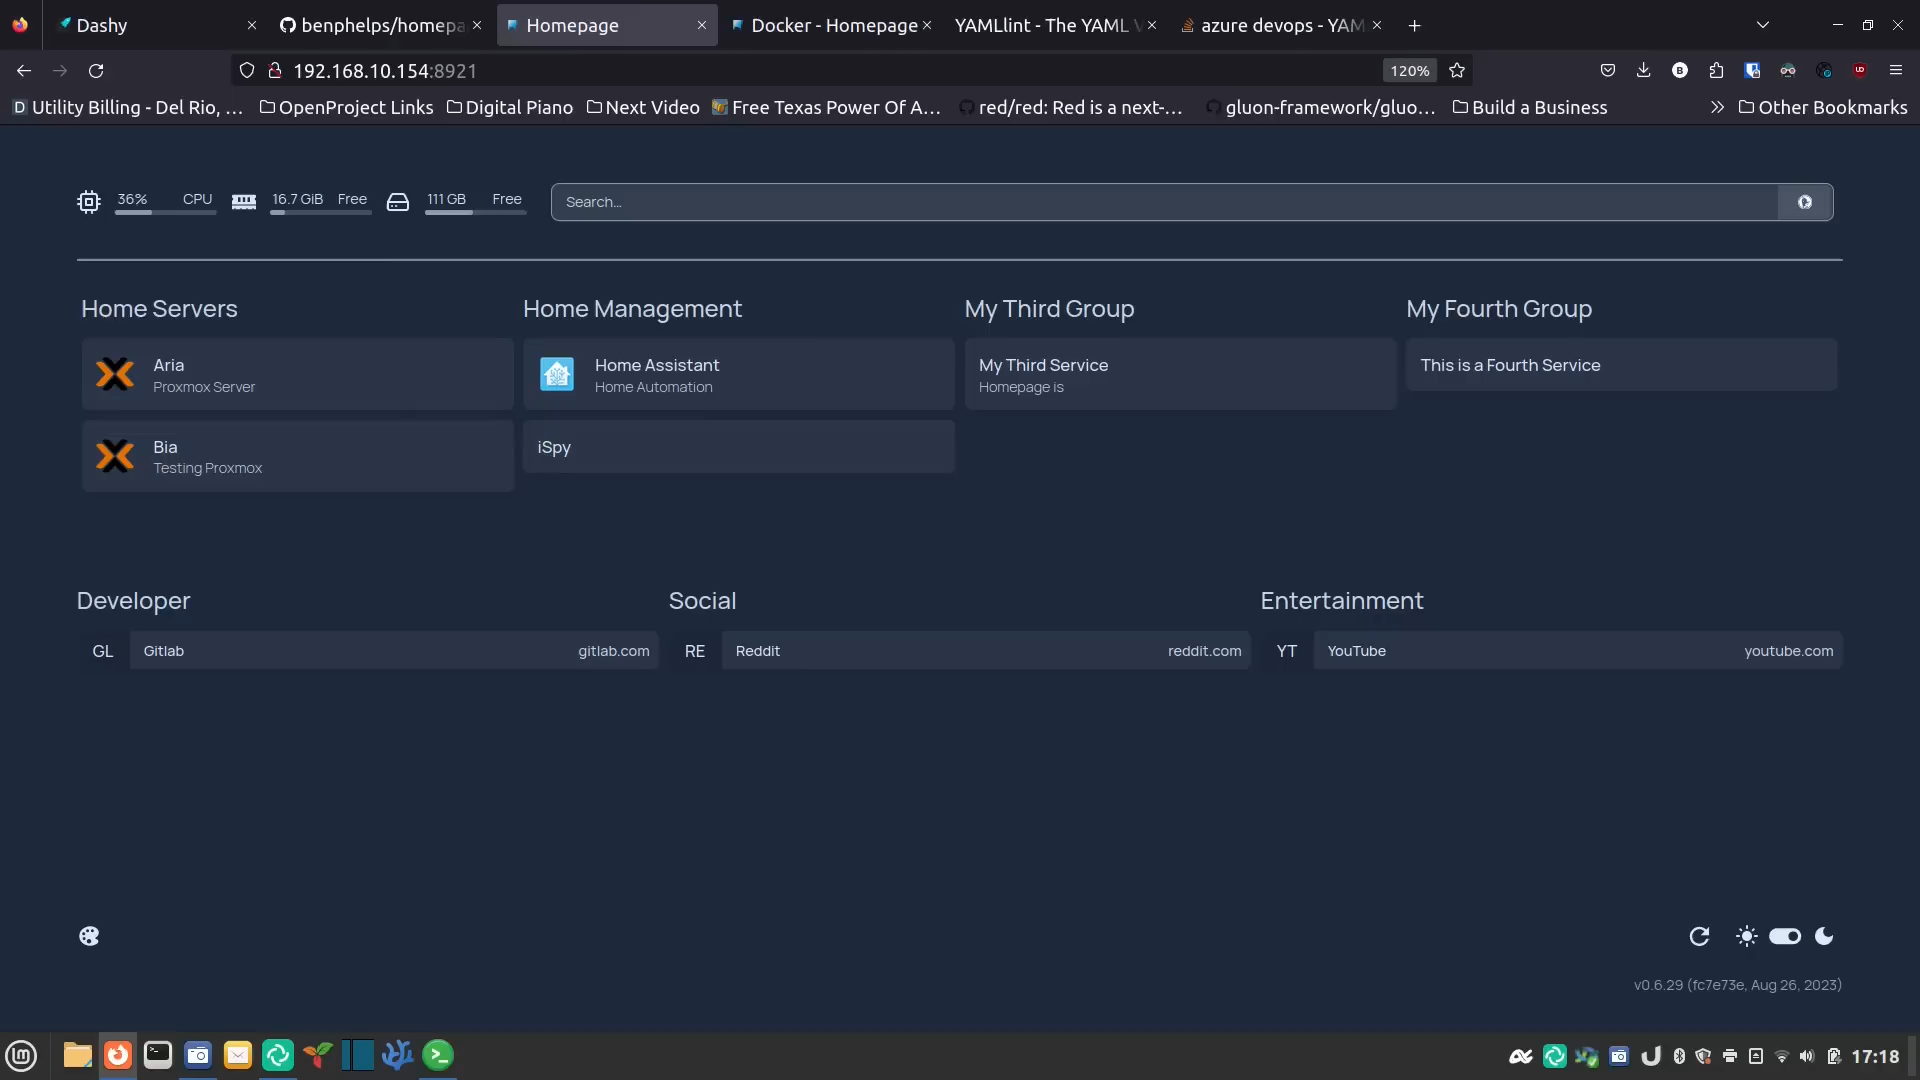 Dashy
benphelps/homepa
Homepage
Docker - Homepage
YAMLlint - The YAML V
azure devops - YAM
192.168.10.154:8921
120%
Utility Billing - Del Rio, ...
OpenProject Links
Digital Piano
Next Video
Free Texas Power Of A...
red/red: Red is a next-...
gluon-framework/gluo...
Build a Business
Other Bookmarks
36% CPU
16.7 GiB Free
111 GB Free
Search...
Home Servers
Aria
Proxmox Server
Bia
Testing Proxmox
Home Management
Home Assistant
Home Automation
iSpy
My Third Group
My Third Service
Homepage is
My Fourth Group
This is a Fourth Service
Developer
GL Gitlab gitlab.com
Social
RE Reddit reddit.com
Entertainment
YT YouTube youtube.com
v0.6.29 (fc7e73e, Aug 26, 2023)
17:18